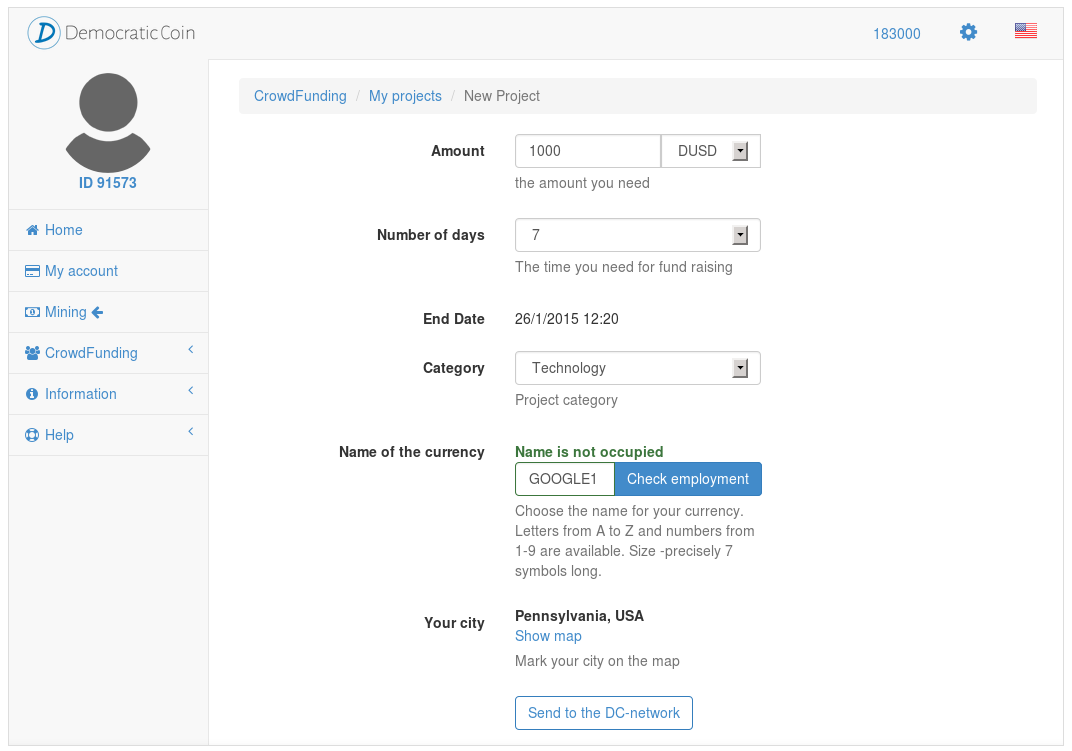 Democratic Coin
183000
ID 91573
Home
My account
Mining
CrowdFunding
Information
Help
CrowdFunding / My projects / New Project
Amount 1000 DUSD
the amount you need
Number of days 7
The time you need for fund raising
End Date 26/1/2015 12:20
Category Technology
Project category
Name of the currency Name is not occupied
GOOGLE1 Check employment
Choose the name for your currency.
Letters from A to Z and numbers from
1-9 are available. Size -precisely 7
symbols long.
Your city Pennsylvania, USA
Show map
Mark your city on the map
Send to the DC-network